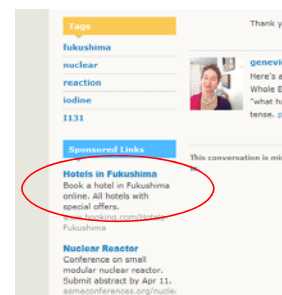 Tags
fukushima
nuclear
reaction
iodine
I131
Sponsored Links
Hotels in Fukushima
Book a hotel in Fukushima
online. All hotels with
special offers.
www.booking.com/Hotels-
Fukushima
Nuclear Reactor
Conference on small
modular nuclear reactor.
Submit abstract by Apr 11.
asmeconferences.org/nucle
Thank y
genevi
Here's a
Whole E
"what h
tense. p
This conversation is mi